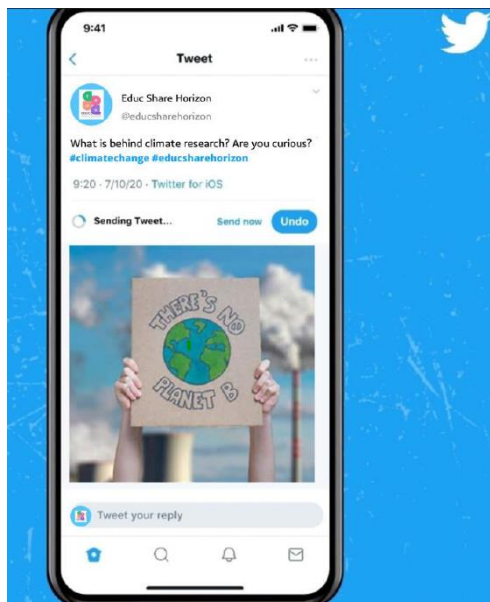 9:41
Tweet
Educ Share Horizon
@educsharehorizon
What is behind climate research? Are you curious?
#climatechange #educsharehorizon
9:20 · 7/10/20 · Twitter for iOS
Sending Tweet... Send now Undo
THERE'S NO
PLANET B
Tweet your reply